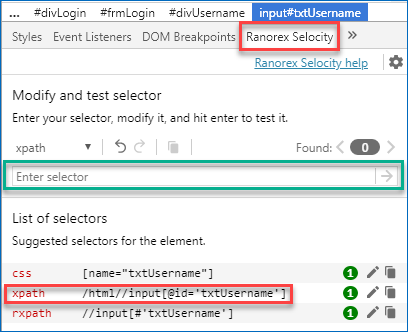 ... #divLogin #frmLogin #divUsername input#txtUsername
Styles Event Listeners DOM Breakpoints Ranorex Selocity »
Ranorex Selocity help
Modify and test selector
Enter your selector, modify it, and hit enter to test it.
xpath Found: 0
Enter selector
List of selectors
Suggested selectors for the element.
css [name="txtUsername"] 1
xpath /html//input[@id='txtUsername'] 1
rxpath //input[#'txtUsername'] 1